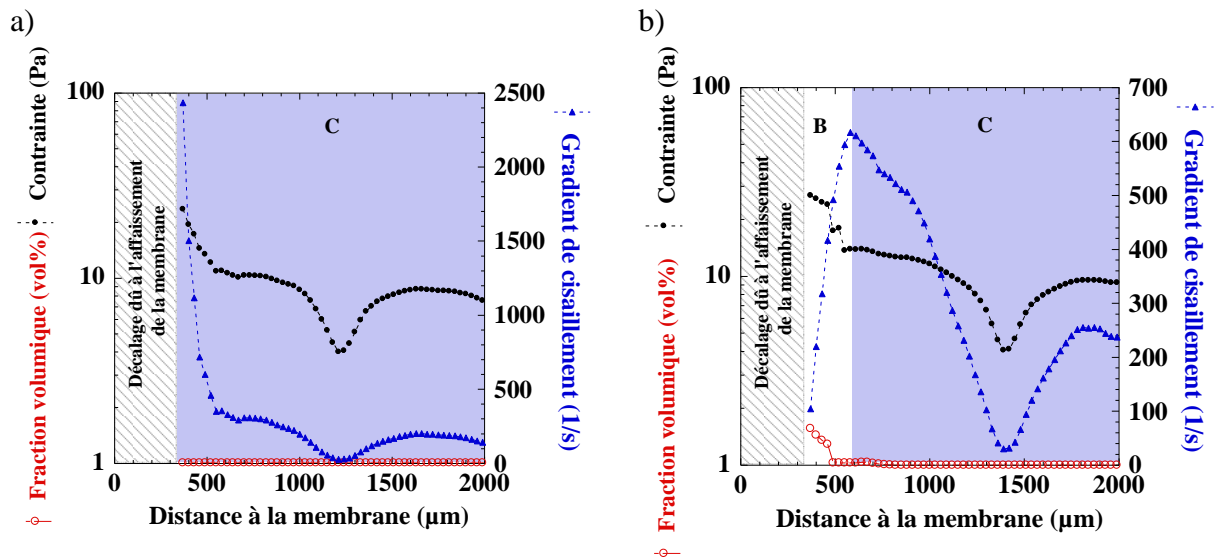 a)
Fraction volumique (vol%)
Contrainte (Pa)
100
10
1
Décalage dû à l'affaissement
de la membrane
C
2500
2000
1500
1000
500
0
Gradient de cisaillement (1/s)
0 500 1000 1500 2000
Distance à la membrane (µm)
b)
Fraction volumique (vol%)
Contrainte (Pa)
100
10
1
Décalage dû à l'affaissement
de la membrane
B
C
700
600
500
400
300
200
100
0
Gradient de cisaillement (1/s)
0 500 1000 1500 2000
Distance à la membrane (µm)